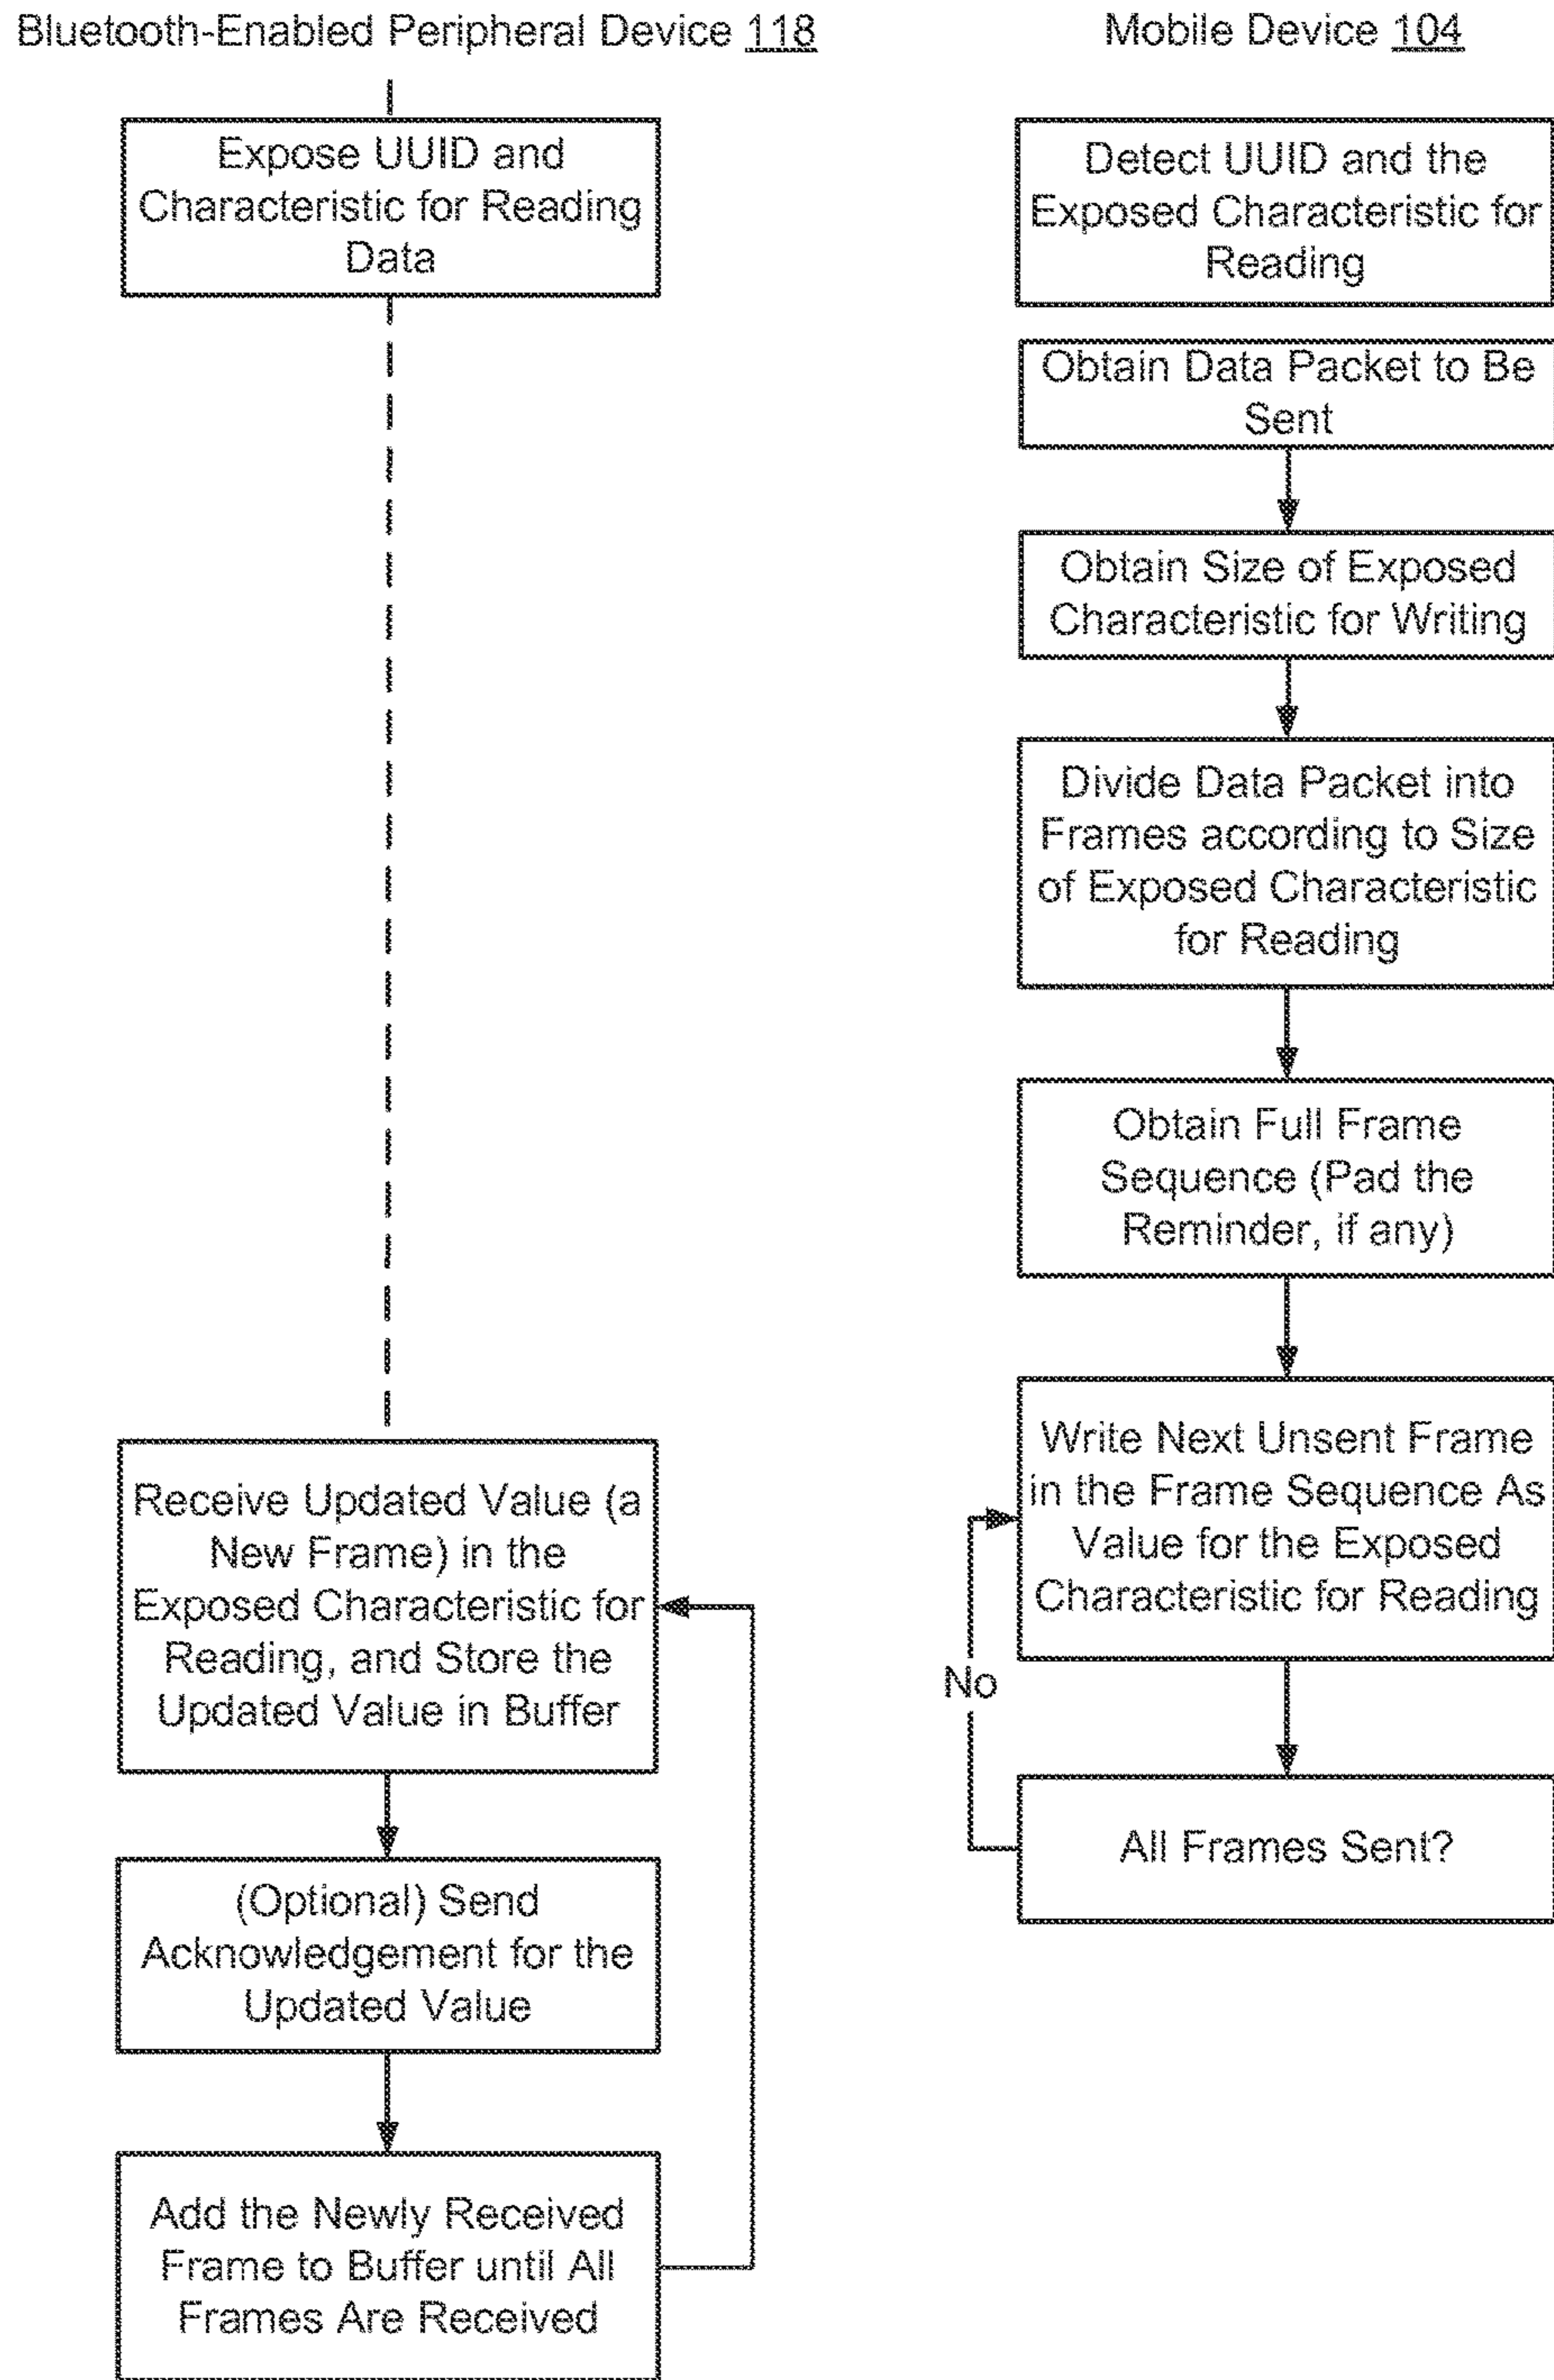 Bluetooth-Enabled Peripheral Device 118
Expose UUID and
Characteristic for Reading
Data
Receive Updated Value (a
New Frame) in the
Exposed Characteristic for
Reading, and Store the
Updated Value in Buffer
(Optional) Send
Acknowledgement for the
Updated Value
Add the Newly Received
Frame to Buffer until All
Frames Are Received
Mobile Device 104
Detect UUID and the
Exposed Characteristic for
Reading
Obtain Data Packet to Be
Sent
Obtain Size of Exposed
Characteristic for Writing
Divide Data Packet into
Frames according to Size
of Exposed Characteristic
for Reading
Obtain Full Frame
Sequence (Pad the
Reminder, if any)
Write Next Unsent Frame
in the Frame Sequence As
Value for the Exposed
Characteristic for Reading
No
All Frames Sent?